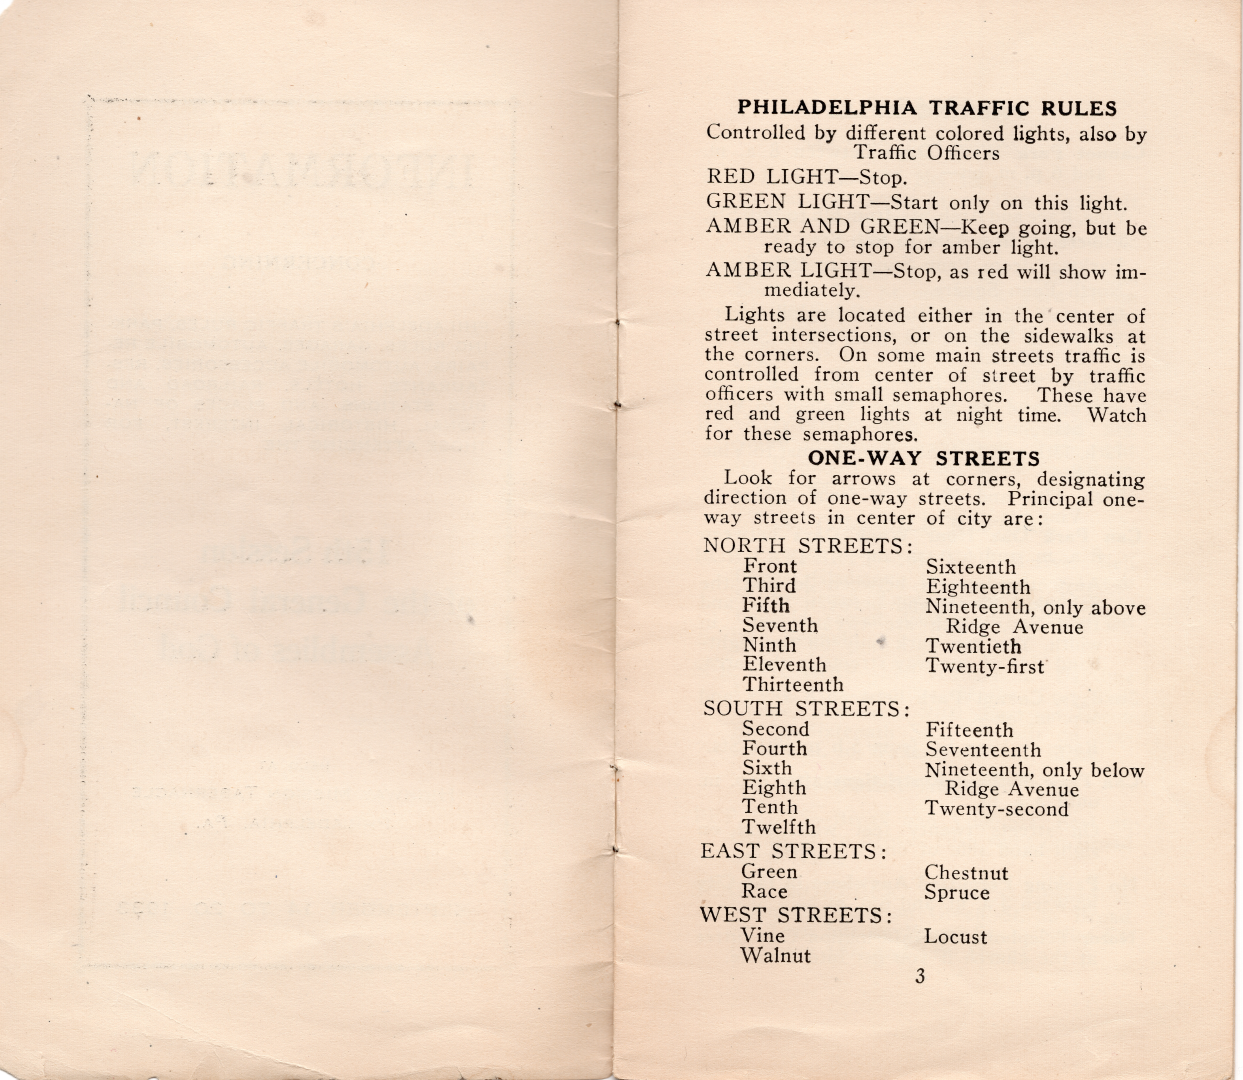 PHILADELPHIA TRAFFIC RULES
Controlled by different colored lights, also by
Traffic Officers
RED LIGHT—Stop.
GREEN LIGHT—Start only on this light.
AMBER AND GREEN—Keep going, but be
ready to stop for amber light.
AMBER LIGHT—Stop, as red will show im-
mediately.
Lights are located either in the center of
street intersections, or on the sidewalks at
the corners. On some main streets traffic is
controlled from center of street by traffic
officers with small semaphores. These have
red and green lights at night time. Watch
for these semaphores.
ONE-WAY STREETS
Look for arrows at corners, designating
direction of one-way streets. Principal one-
way streets in center of city are:
NORTH STREETS:
Front
Third
Fifth
Seventh
Ninth
Eleventh
Thirteenth
Sixteenth
Eighteenth
Nineteenth, only above
Ridge Avenue
Twentieth
Twenty-first
SOUTH STREETS:
Second
Fourth
Sixth
Eighth
Tenth
Twelfth
Fifteenth
Seventeenth
Nineteenth, only below
Ridge Avenue
Twenty-second
EAST STREETS:
Green
Race
Chestnut
Spruce
WEST STREETS:
Vine
Walnut
Locust
3